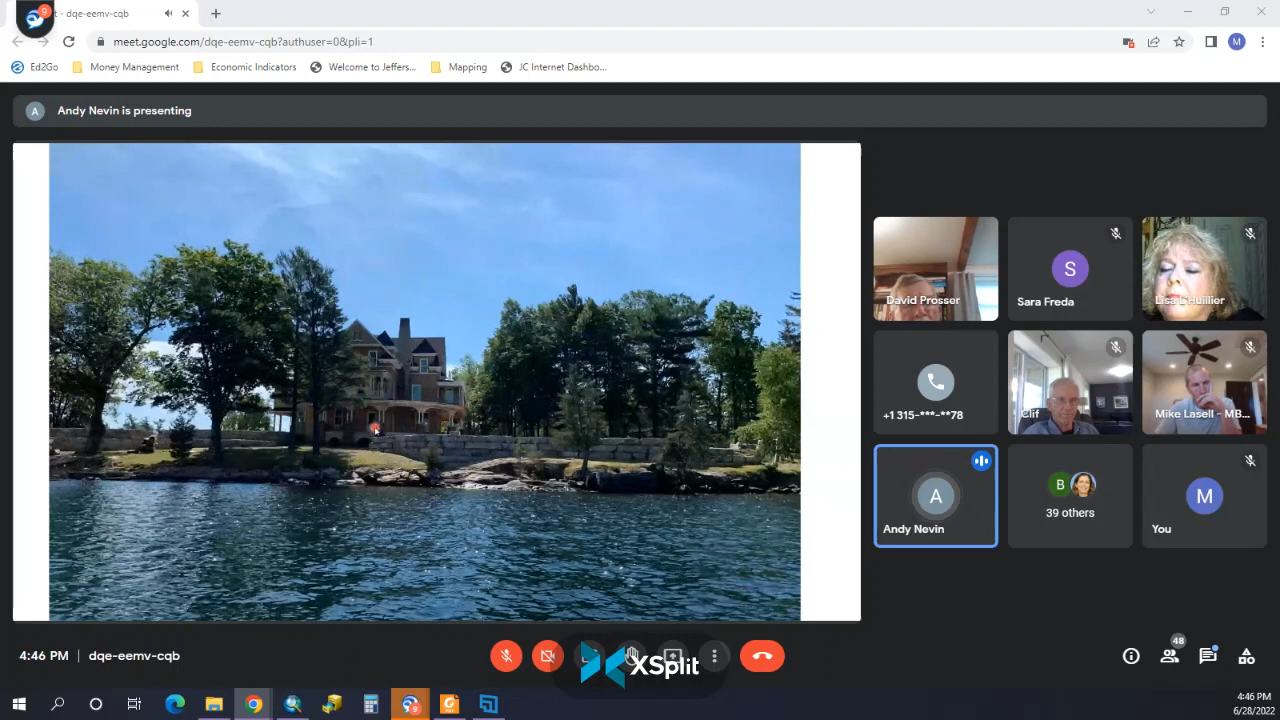 9
t - dqe-eemv-cqb
meet.google.com/dqe-eemv-cqb?authuser=0&pli=1
M
Ed2Go
Money Management
Economic Indicators
Welcome to Jeffers...
Mapping
JC Internet Dashbo...
A
Andy Nevin is presenting
David Prosser
S
Sara Freda
Lisa L'Huillier
+1 315-***-**78
Clif
Mike Lasell - MB...
A
Andy Nevin
B
39 others
M
You
4:46 PM | dqe-eemv-cqb
XSplit
48
9
4:46 PM
6/28/2022